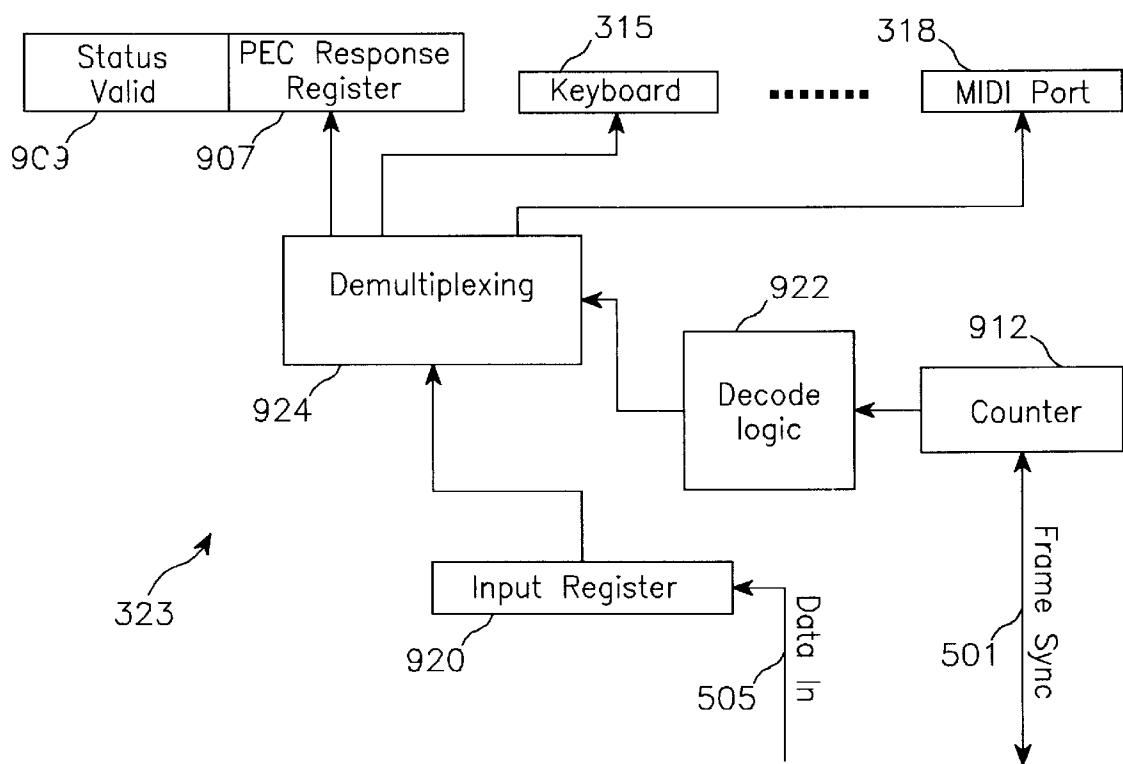 315
318
Status
Valid
PEC Response
Register
Keyboard
MIDI Port
909
907
Demultiplexing
922
912
924
Decode
logic
Counter
Frame Sync
Input Register
Data In
323
920
505
501